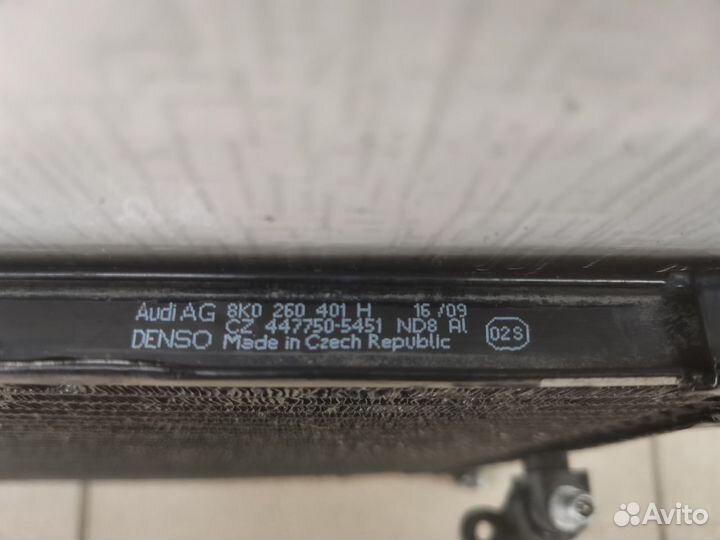 Audi AG 8K0 260 401 H 16/09
CZ 447750-5451 ND8 Al
DENSO Made in Czech Republic
02S
Avito